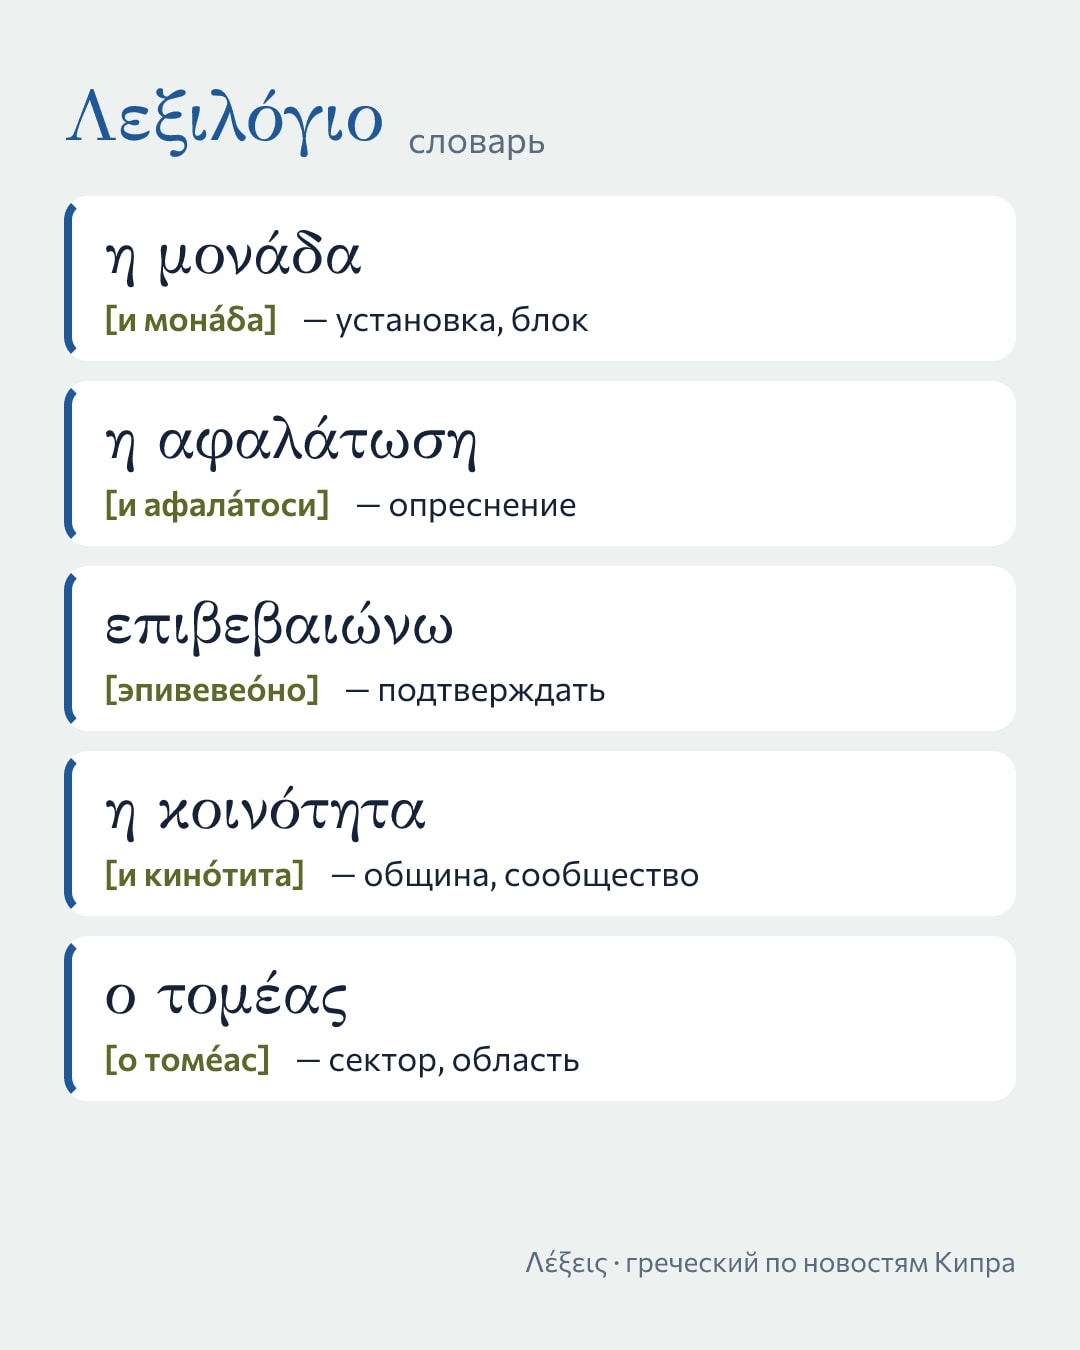 Λεξιλόγιο словарь
η μονάδα
[и мона́δа] — установка, блок
η αφαλάτωση
[и афала́тоси] — опреснение
επιβεβαιώνω
[эпивевео́но] — подтверждать
η κοινότητα
[и кино́тита] — община, сообщество
ο τομέας
[о томе́ас] — сектор, область
Λέξεις · греческий по новостям Кипра